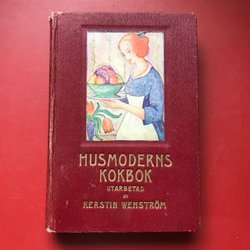 HUSMODERNS
KOKBOK
UTARBETAD
AV
KERSTIN WENSTRÖM